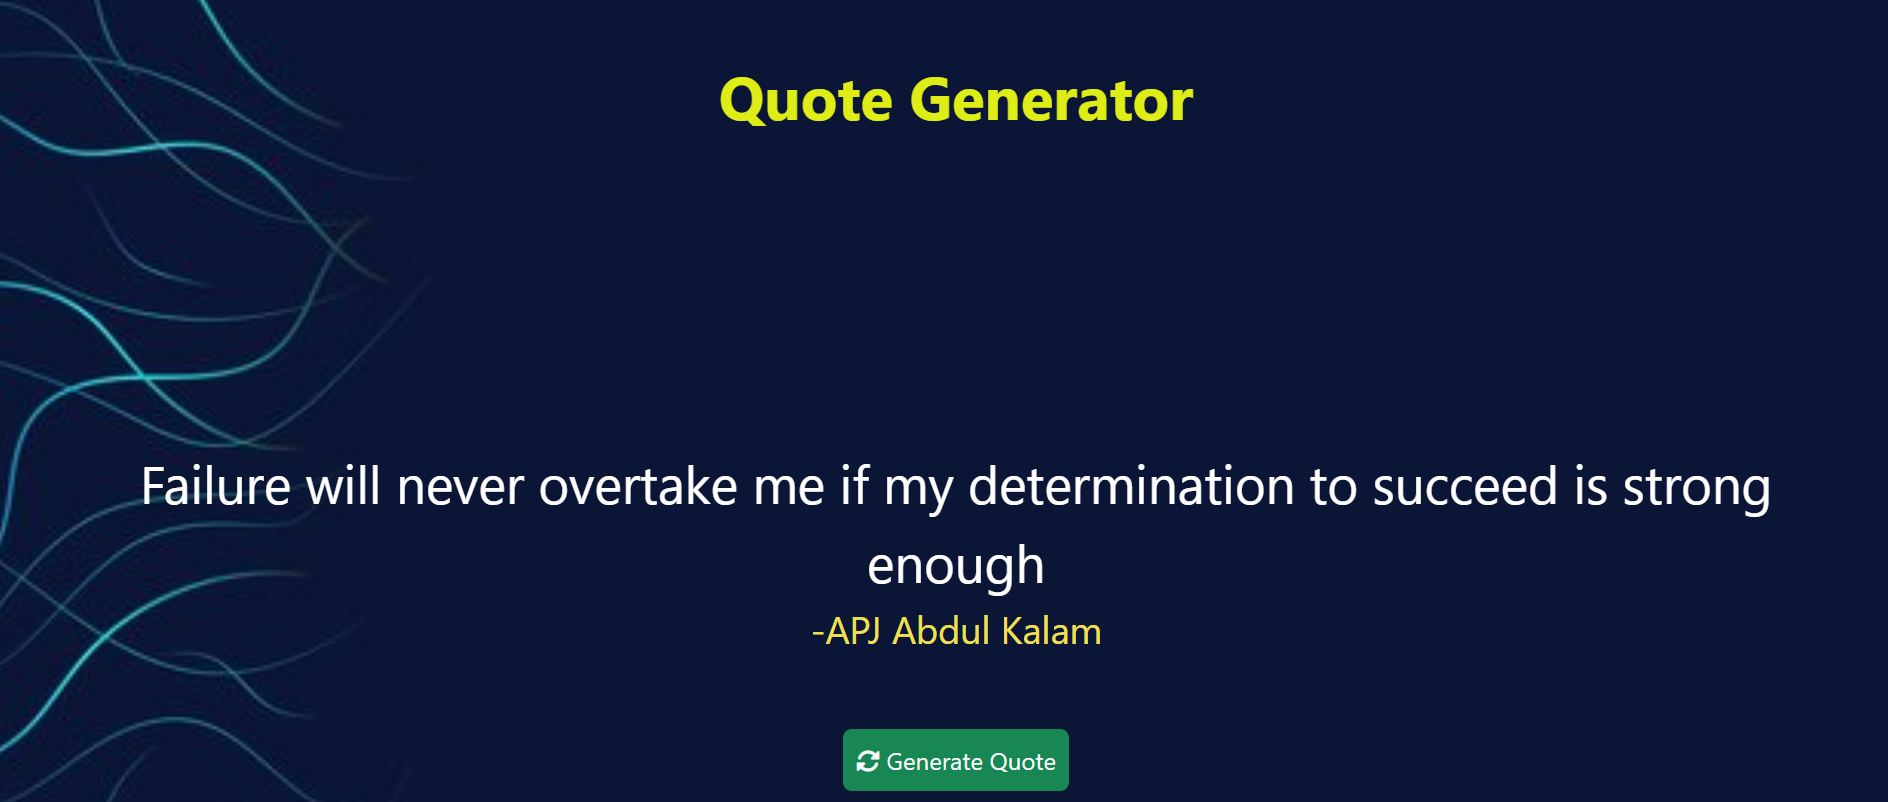 Quote Generator
Failure will never overtake me if my determination to succeed is strong
enough
-APJ Abdul Kalam
Generate Quote